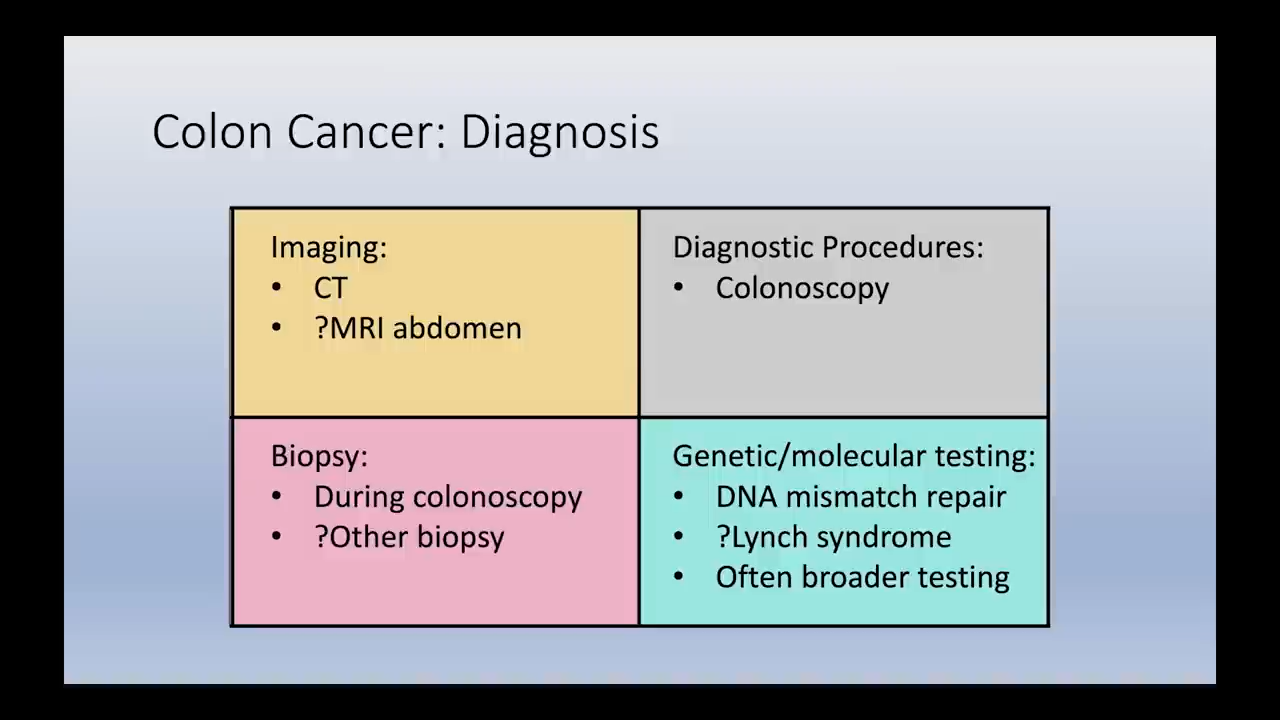 Colon Cancer: Diagnosis
Imaging:
• CT
• ?MRI abdomen
Diagnostic Procedures:
• Colonoscopy
Biopsy:
• During colonoscopy
• ?Other biopsy
Genetic/molecular testing:
• DNA mismatch repair
• ?Lynch syndrome
• Often broader testing